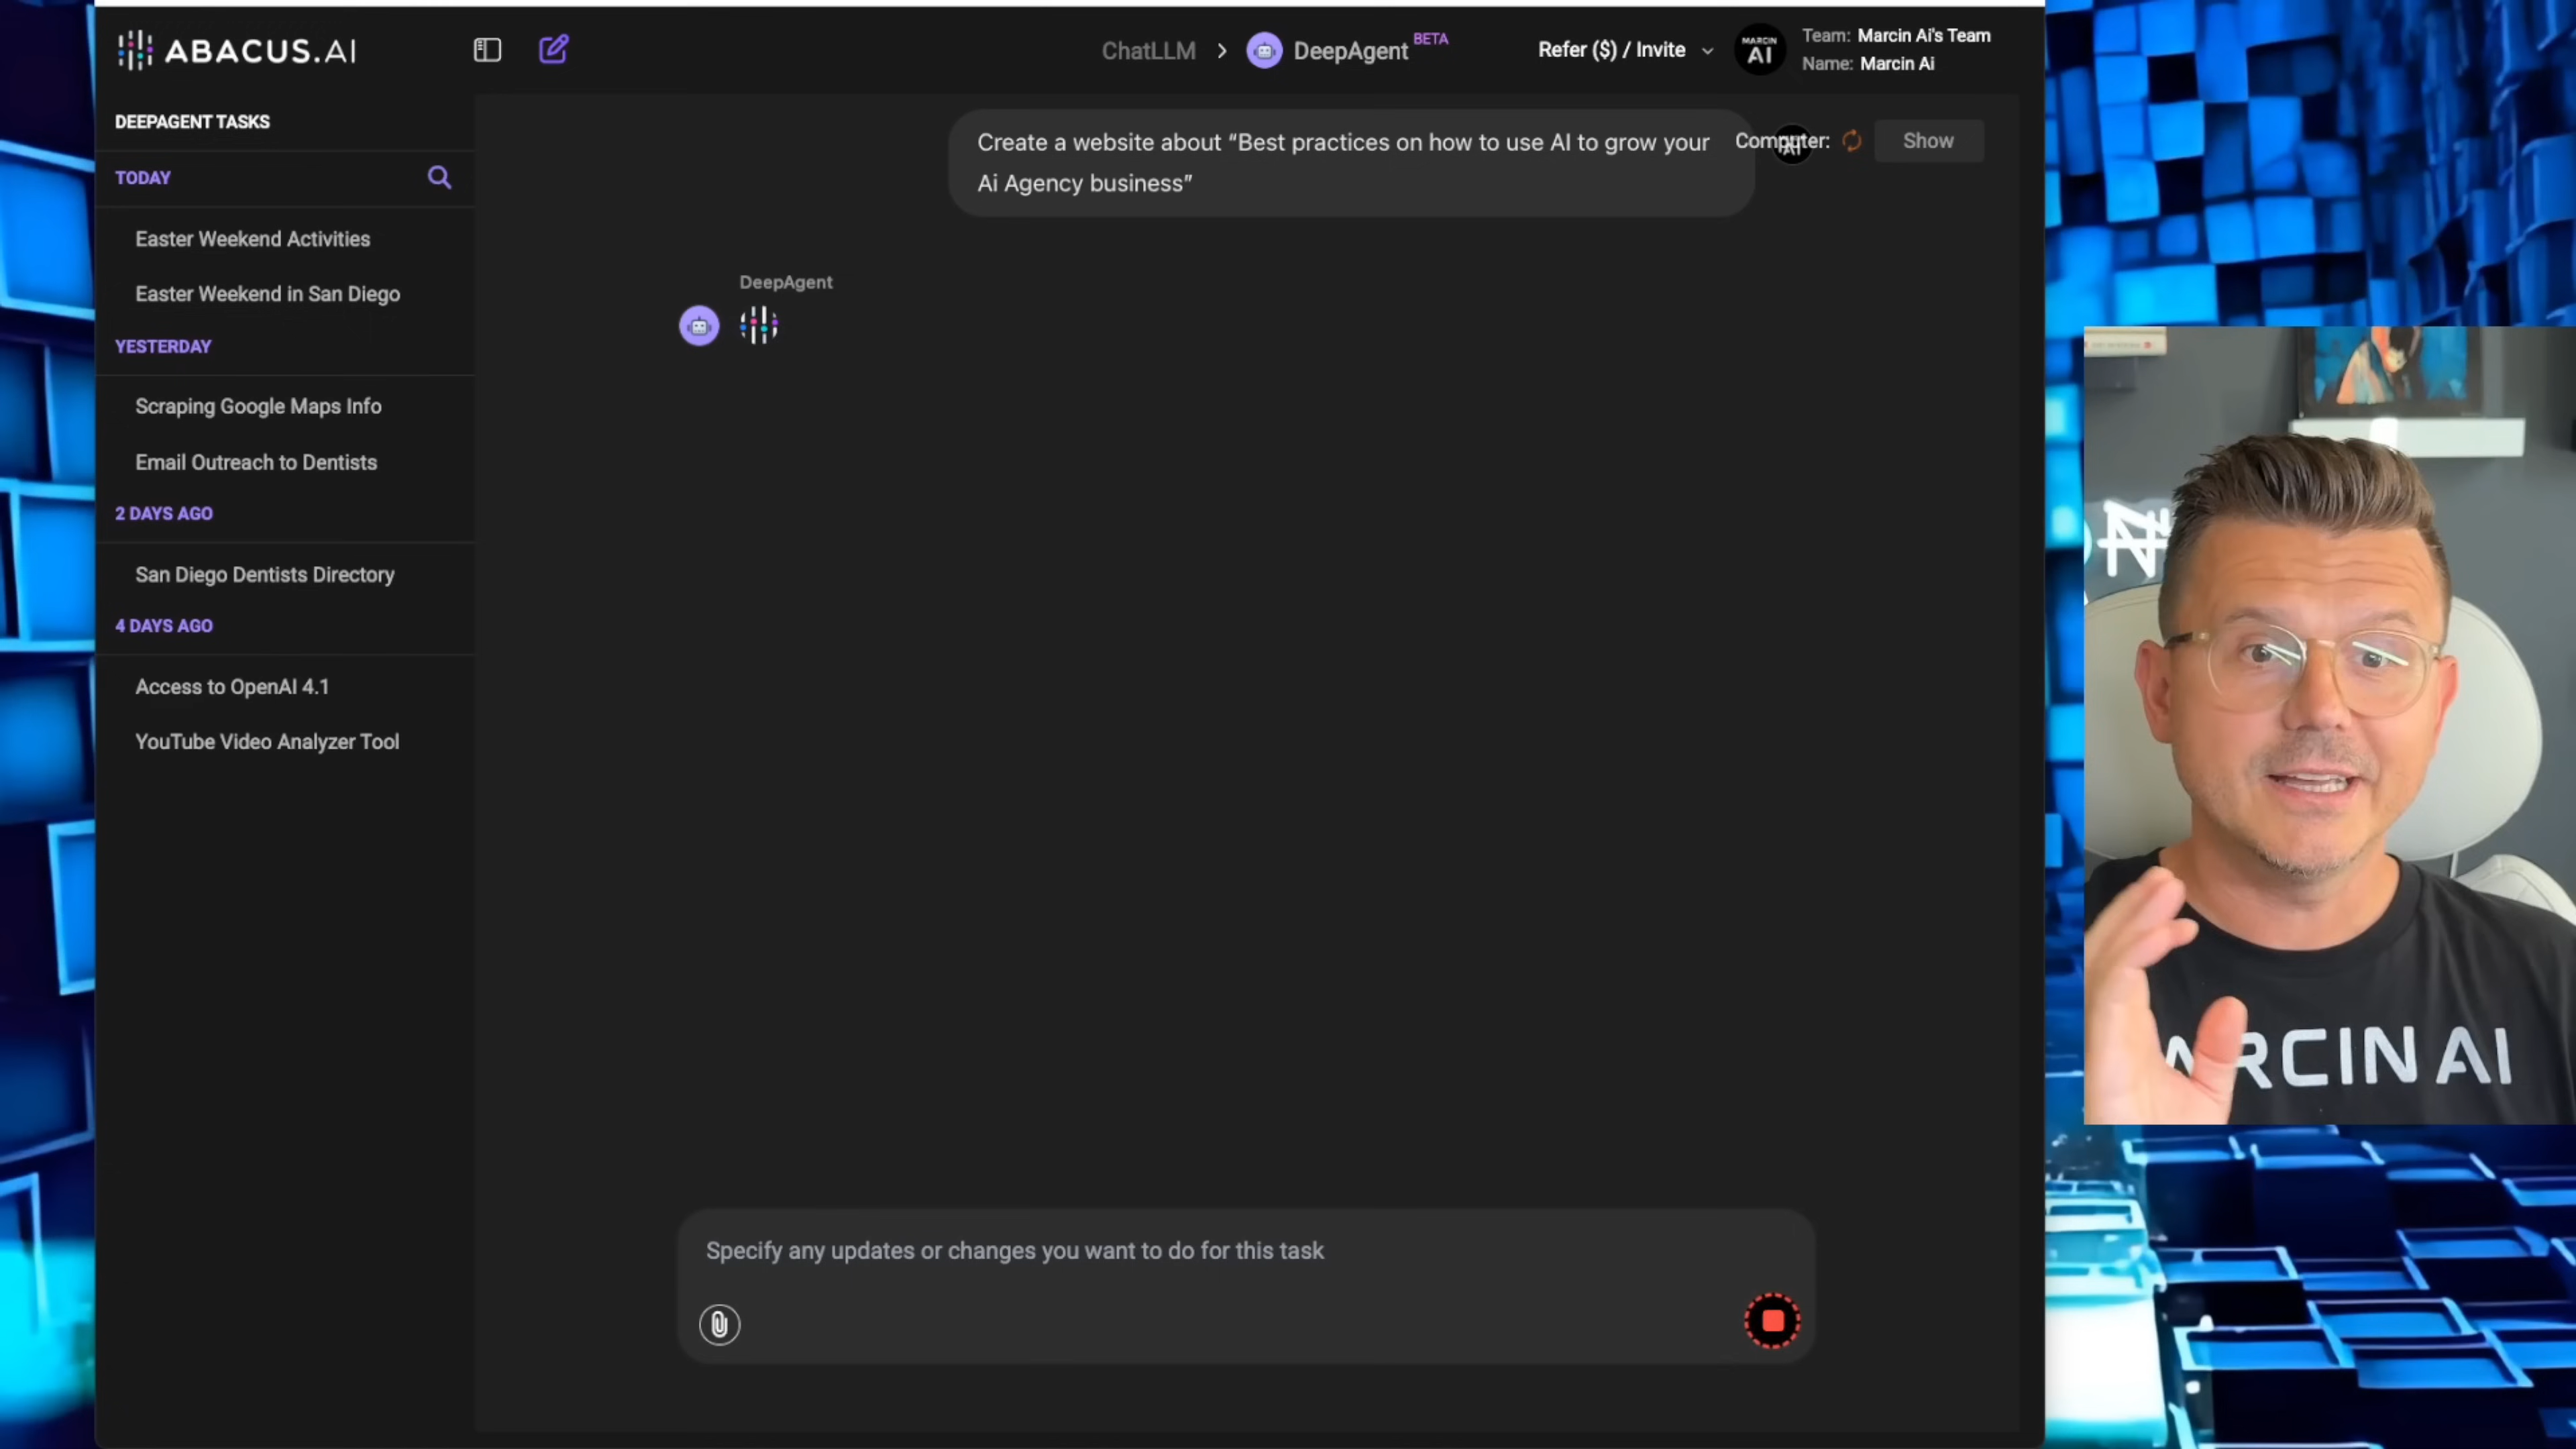 ABACUS.AI
ChatLLM > DeepAgent BETA
Refer ($) / Invite
MARCIN AI
Team: Marcin Ai's Team
Name: Marcin Ai
DEEPAGENT TASKS
TODAY
Easter Weekend Activities
Easter Weekend in San Diego
YESTERDAY
Scraping Google Maps Info
Email Outreach to Dentists
2 DAYS AGO
San Diego Dentists Directory
4 DAYS AGO
Access to OpenAI 4.1
YouTube Video Analyzer Tool
Create a website about “Best practices on how to use AI to grow your
Ai Agency business”
Computer:
Show
DeepAgent
Specify any updates or changes you want to do for this task
ARCIN AI